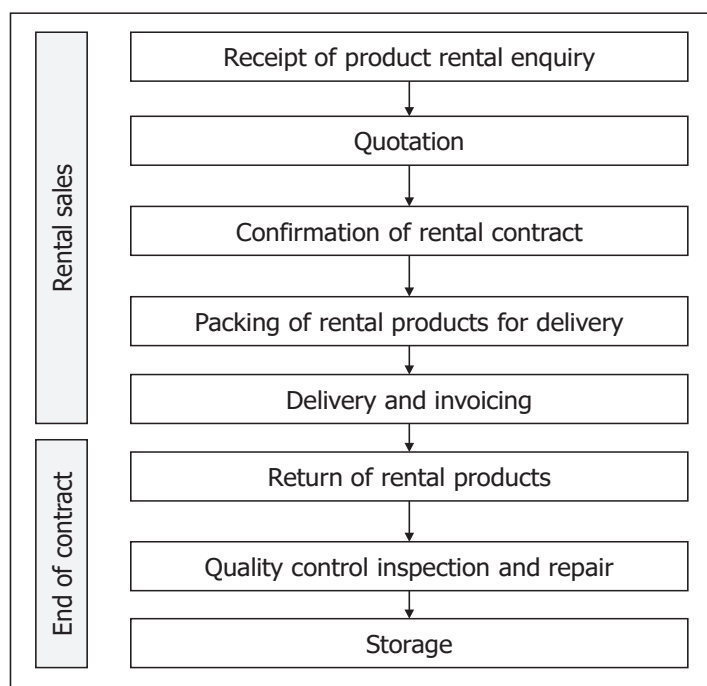 Rental sales
Receipt of product rental enquiry
Quotation
Confirmation of rental contract
Packing of rental products for delivery
Delivery and invoicing
End of contract
Return of rental products
Quality control inspection and repair
Storage